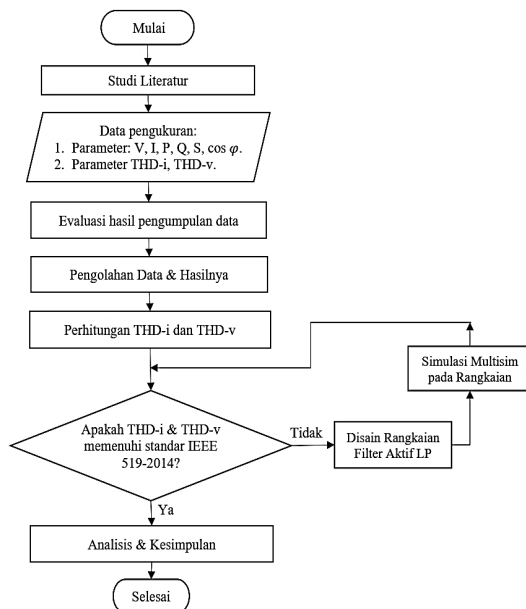 Mulai
Studi Literatur
Data pengukuran:
1. Parameter: V, I, P, Q, S, cos φ.
2. Parameter THD-i, THD-v.
Evaluasi hasil pengumpulan data
Pengolahan Data & Hasilnya
Perhitungan THD-i dan THD-v
Simulasi Multisim
pada Rangkaian
Apakah THD-i & THD-v
memenuhi standar IEEE
519-2014?
Tidak
Disain Rangkaian
Filter Aktif LP
Ya
Analisis & Kesimpulan
Selesai